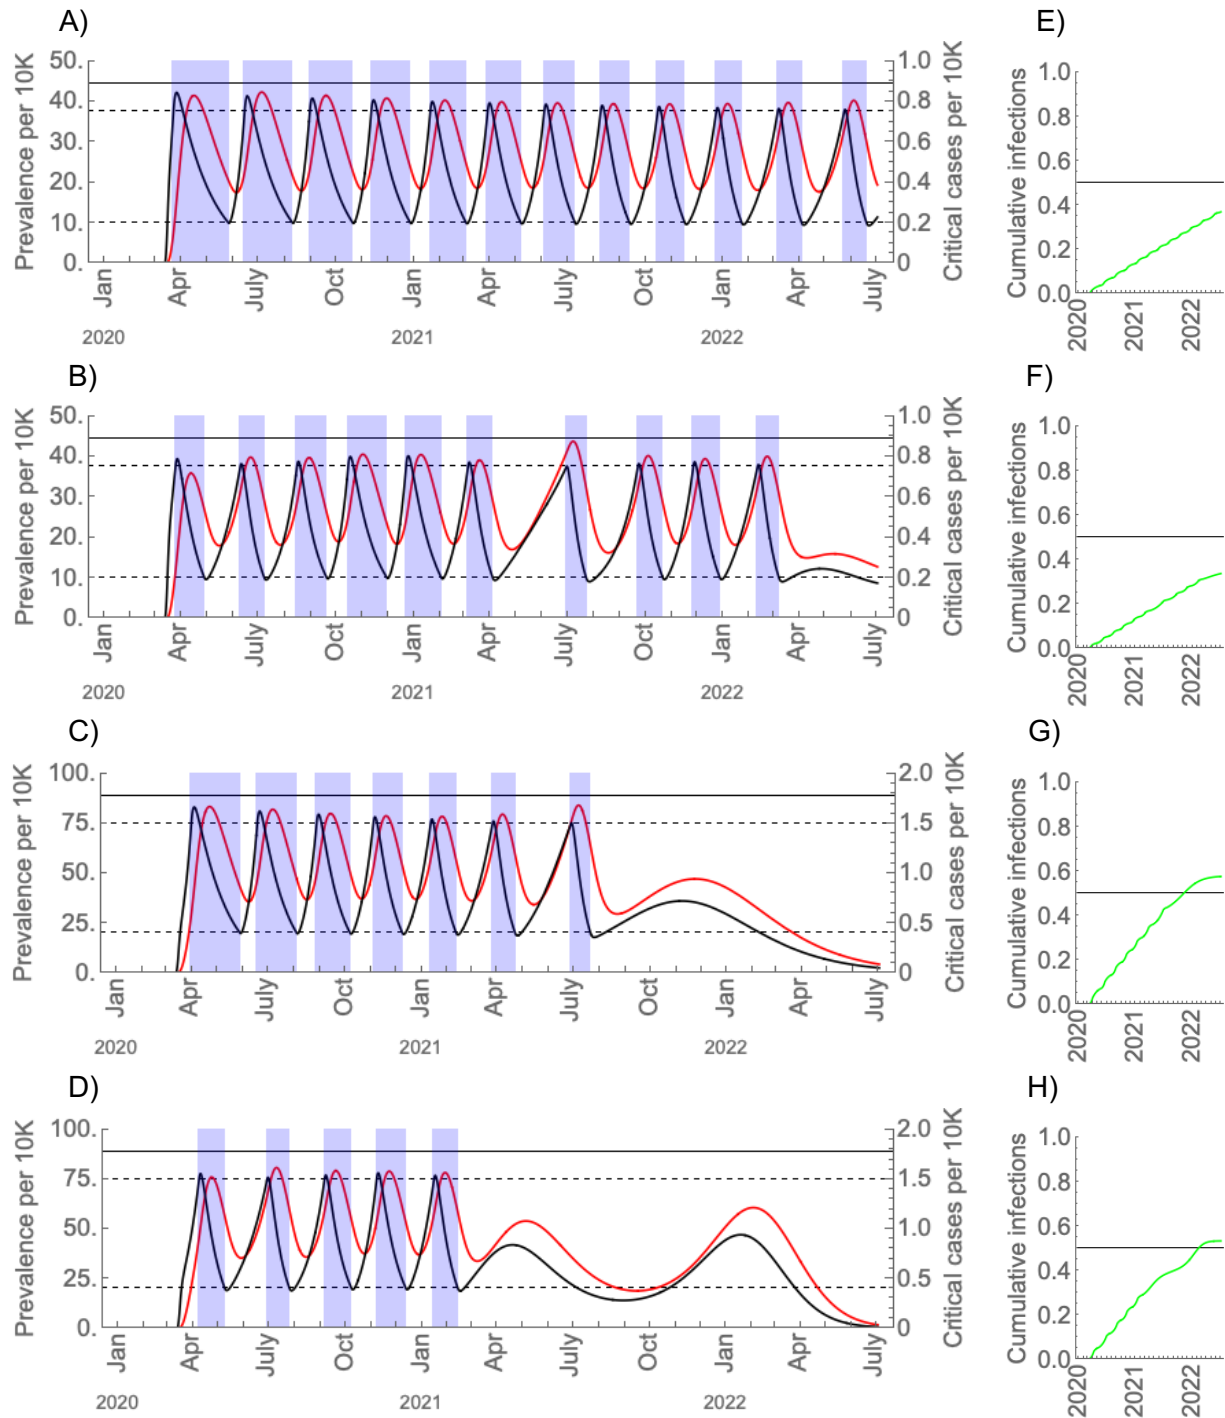 A)
Prevalence per 10K
50.
40.
30.
20.
10.
0.
1.0
0.8
0.6
0.4
0.2
0
Critical cases per 10K
Jan
Apr
July
Oct
Jan
Apr
July
Oct
Jan
Apr
July
2020
2021
2022
E)
Cumulative infections
1.0
0.8
0.6
0.4
0.2
0.0
2020
2021
2022
B)
Prevalence per 10K
50.
40.
30.
20.
10.
0.
1.0
0.8
0.6
0.4
0.2
0
Critical cases per 10K
Jan
Apr
July
Oct
Jan
Apr
July
Oct
Jan
Apr
July
2020
2021
2022
F)
Cumulative infections
1.0
0.8
0.6
0.4
0.2
0.0
2020
2021
2022
C)
Prevalence per 10K
100.
75.
50.
25.
0.
2.0
1.5
1.0
0.5
0
Critical cases per 10K
Jan
Apr
July
Oct
Jan
Apr
July
Oct
Jan
Apr
July
2020
2021
2022
G)
Cumulative infections
1.0
0.8
0.6
0.4
0.2
0.0
2020
2021
2022
D)
Prevalence per 10K
100.
75.
50.
25.
0.
2.0
1.5
1.0
0.5
0
Critical cases per 10K
Jan
Apr
July
Oct
Jan
Apr
July
Oct
Jan
Apr
July
2020
2021
2022
H)
Cumulative infections
1.0
0.8
0.6
0.4
0.2
0.0
2020
2021
2022